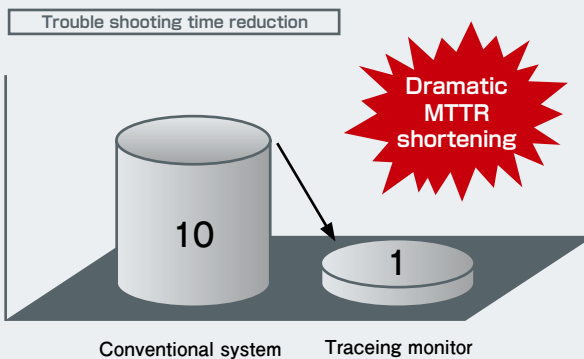 Trouble shooting time reduction
Dramatic
MTTR
shortening
10
1
Conventional system
Traceing monitor